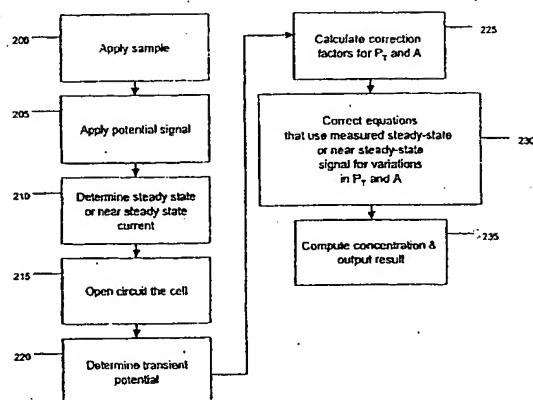 200
Apply sample
205
Apply potential signal
210
Determine steady state
or near steady state
current
215
Open circuit the cell
220
Determine transient
potential
Calculate correction
factors for P_T and A
225
Correct equations
that use measured steady-state
or near steady-state
signal for variations
in P_T and A
230
Compute concentration &
output result
235